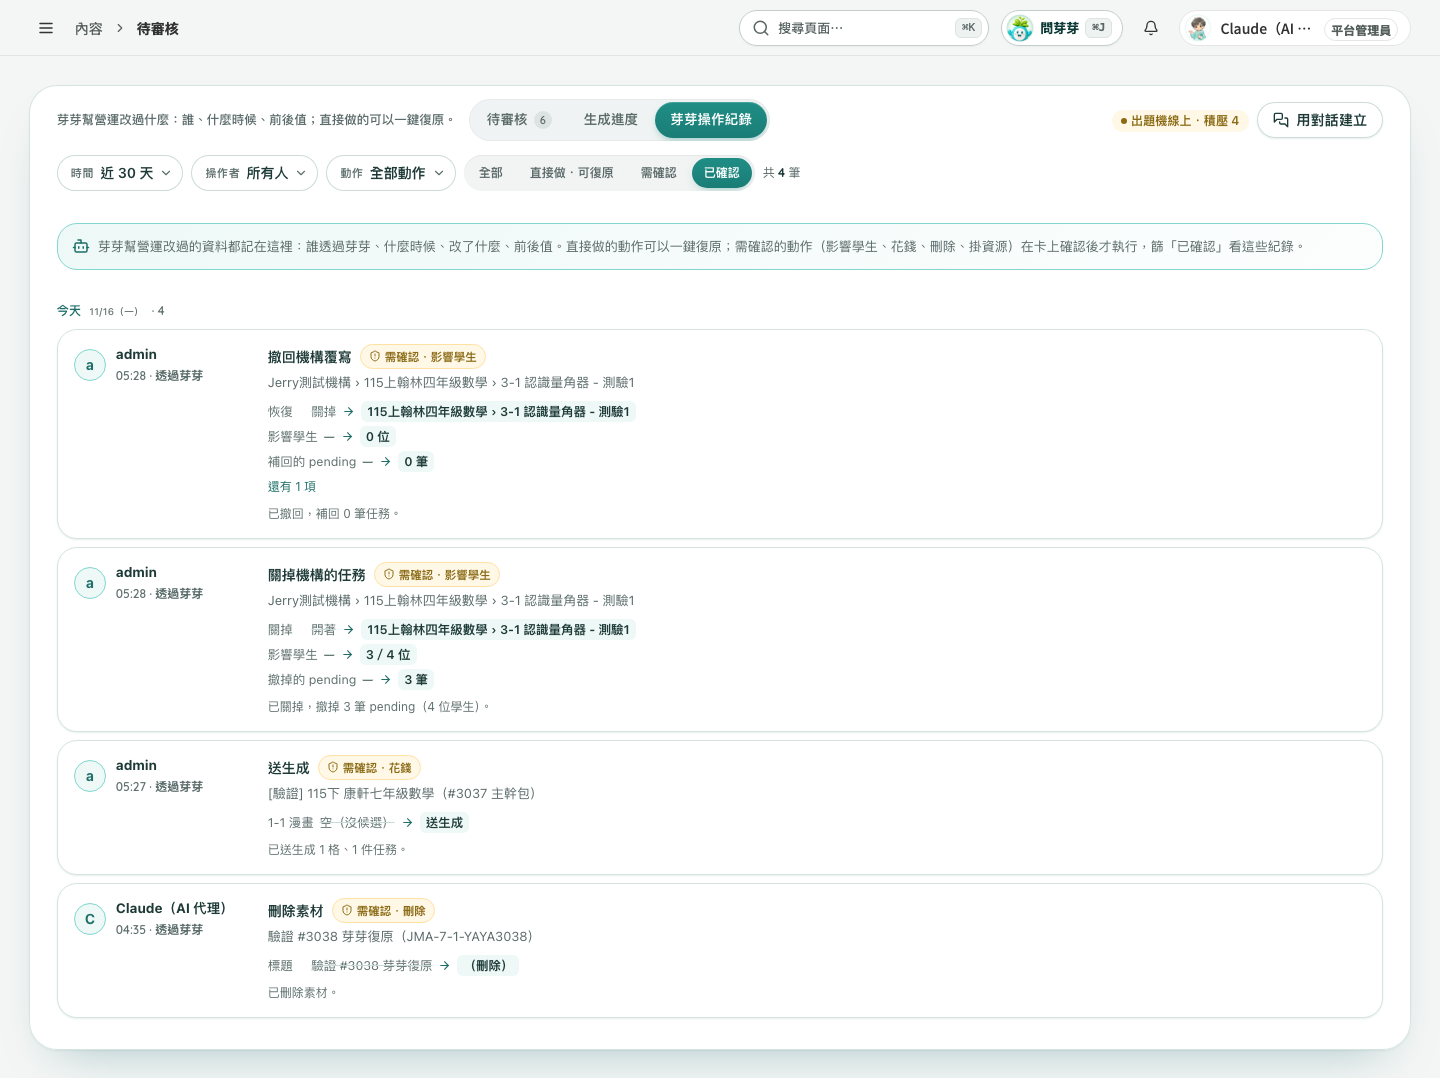 內容 › 待審核
搜尋頁面… ⌘K
問芽芽 ⌘J
Claude（AI … 平台管理員
芽芽幫營運改過什麼：誰、什麼時候、前後值；直接做的可以一鍵復原。
待審核 6 生成進度 芽芽操作紀錄
出題機線上 · 積壓 4
用對話建立
時間 近 30 天 操作者 所有人 動作 全部動作
全部 直接做 · 可復原 需確認 已確認 共 4 筆
芽芽幫營運改過的資料都記在這裡：誰透過芽芽、什麼時候、改了什麼、前後值。直接做的動作可以一鍵復原；需確認的動作（影響學生、花錢、刪除、掛資源）在卡上確認後才執行，篩「已確認」看這些紀錄。
今天 11/16（一） · 4
a admin
05:28 · 透過芽芽
撤回機構覆寫 需確認 · 影響學生
Jerry測試機構 › 115上翰林四年級數學 › 3-1 認識量角器 - 測驗1
恢復 關掉 → 115上翰林四年級數學 › 3-1 認識量角器 - 測驗1
影響學生 — → 0 位
補回的 pending — → 0 筆
還有 1 項
已撤回，補回 0 筆任務。
a admin
05:28 · 透過芽芽
關掉機構的任務 需確認 · 影響學生
Jerry測試機構 › 115上翰林四年級數學 › 3-1 認識量角器 - 測驗1
關掉 開著 → 115上翰林四年級數學 › 3-1 認識量角器 - 測驗1
影響學生 — → 3 / 4 位
撤掉的 pending — → 3 筆
已關掉，撤掉 3 筆 pending（4 位學生）。
a admin
05:27 · 透過芽芽
送生成 需確認 · 花錢
[驗證] 115下 康軒七年級數學（#3037 主幹包）
1-1 漫畫 空（沒候選） → 送生成
已送生成 1 格、1 件任務。
C Claude（AI 代理）
04:35 · 透過芽芽
刪除素材 需確認 · 刪除
驗證 #3038 芽芽復原（JMA-7-1-YAYA3038）
標題 驗證 #3038 芽芽復原 → （刪除）
已刪除素材。